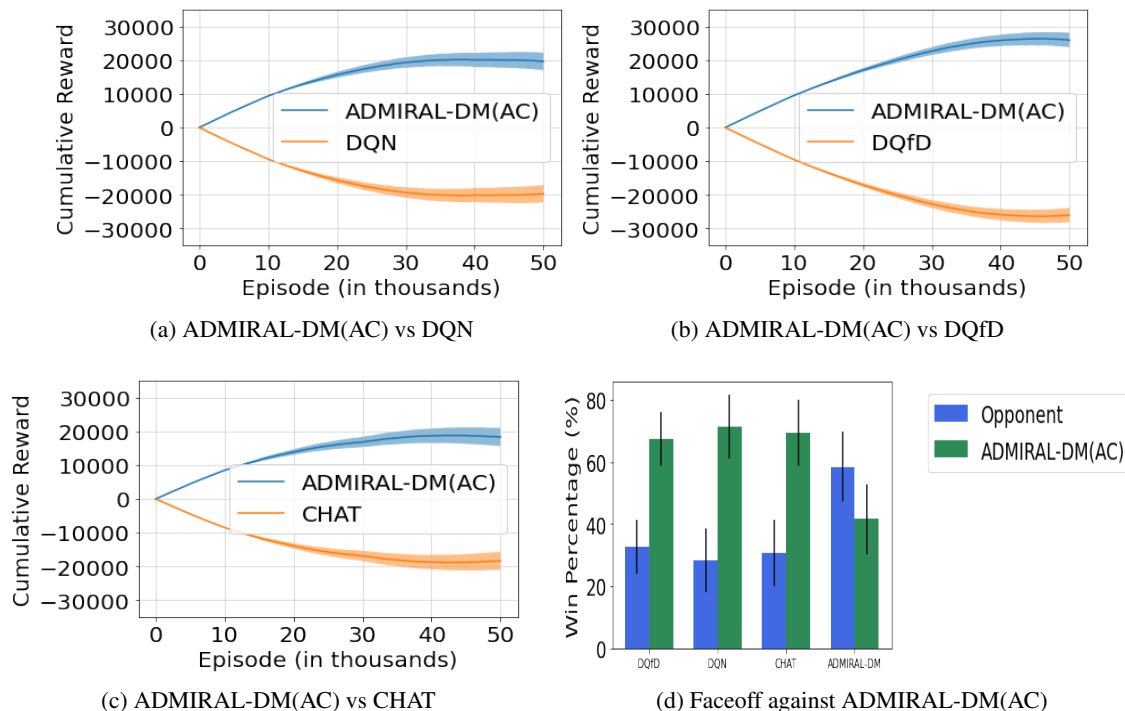 Cumulative Reward
30000
20000
10000
0
−10000
−20000
−30000
ADMIRAL-DM(AC)
DQN
0 10 20 30 40 50
Episode (in thousands)
(a) ADMIRAL-DM(AC) vs DQN
Cumulative Reward
30000
20000
10000
0
−10000
−20000
−30000
ADMIRAL-DM(AC)
DQfD
0 10 20 30 40 50
Episode (in thousands)
(b) ADMIRAL-DM(AC) vs DQfD
Cumulative Reward
30000
20000
10000
0
−10000
−20000
−30000
ADMIRAL-DM(AC)
CHAT
0 10 20 30 40 50
Episode (in thousands)
(c) ADMIRAL-DM(AC) vs CHAT
Win Percentage (%)
80
60
40
20
0
DQfD DQN CHAT ADMIRAL-DM
Opponent
ADMIRAL-DM(AC)
(d) Faceoff against ADMIRAL-DM(AC)